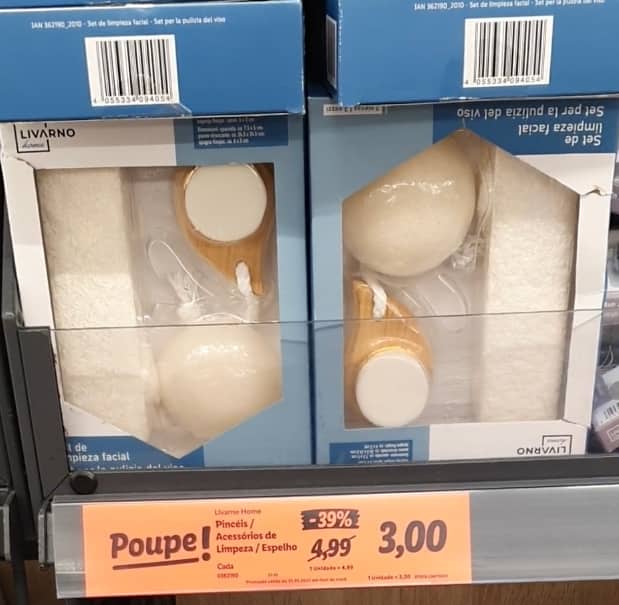 IAN 362190_2010 - Set de limpieza facial - Set per la pulizia del viso
4 055334 094054
IAN 362190_2010 - Set de limpieza facial - Set per la pulizia del viso
4 055334 094054
LIVARNO
home
l de
mpieza facial
Set de
limpieza facial
Set per la pulizia del viso
LIVARNO
home
Poupe!
Livarno Home
Pincéis /
Acessórios de
Limpeza / Espelho
Cada
-39%
4,99
1 Unidade = 4,99
3,00
1 Unidade = 3,00